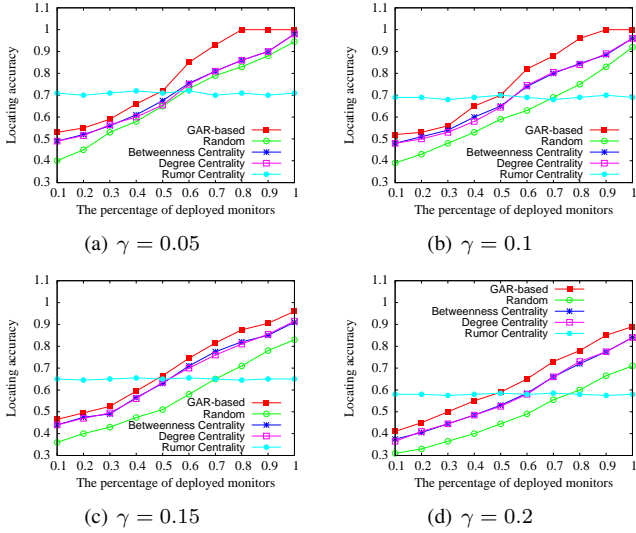 1.1
1
0.9
0.8
0.7
0.6
0.5
0.4
0.3
Locating accuracy
GAR-based
Random
Betweenness Centrality
Degree Centrality
Rumor Centrality
0.1 0.2 0.3 0.4 0.5 0.6 0.7 0.8 0.9 1
The percentage of deployed monitors
(a) γ = 0.05
1.1
1
0.9
0.8
0.7
0.6
0.5
0.4
0.3
Locating accuracy
GAR-based
Random
Betweenness Centrality
Degree Centrality
Rumor Centrality
0.1 0.2 0.3 0.4 0.5 0.6 0.7 0.8 0.9 1
The percentage of deployed monitors
(b) γ = 0.1
1.1
1
0.9
0.8
0.7
0.6
0.5
0.4
0.3
Locating accuracy
GAR-based
Random
Betweenness Centrality
Degree Centrality
Rumor Centrality
0.1 0.2 0.3 0.4 0.5 0.6 0.7 0.8 0.9 1
The percentage of deployed monitors
(c) γ = 0.15
1.1
1
0.9
0.8
0.7
0.6
0.5
0.4
0.3
Locating accuracy
GAR-based
Random
Betweenness Centrality
Degree Centrality
Rumor Centrality
0.1 0.2 0.3 0.4 0.5 0.6 0.7 0.8 0.9 1
The percentage of deployed monitors
(d) γ = 0.2